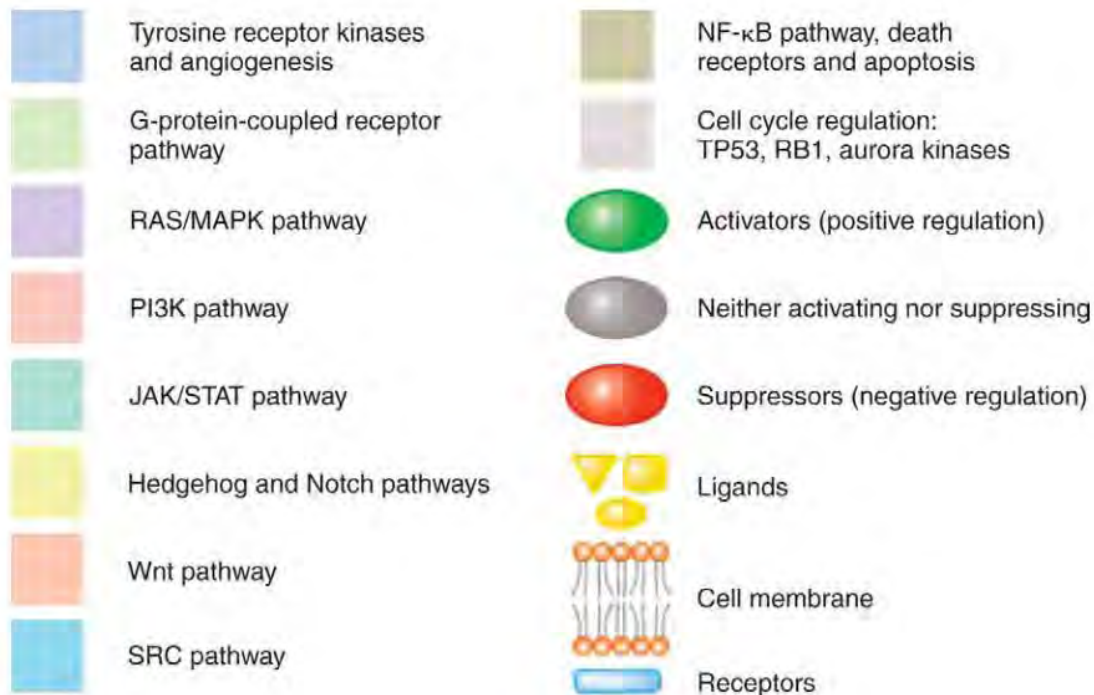 Tyrosine receptor kinases
and angiogenesis
G-protein-coupled receptor
pathway
RAS/MAPK pathway
PI3K pathway
JAK/STAT pathway
Hedgehog and Notch pathways
Wnt pathway
SRC pathway
NF-κB pathway, death
receptors and apoptosis
Cell cycle regulation:
TP53, RB1, aurora kinases
Activators (positive regulation)
Neither activating nor suppressing
Suppressors (negative regulation)
Ligands
Cell membrane
Receptors